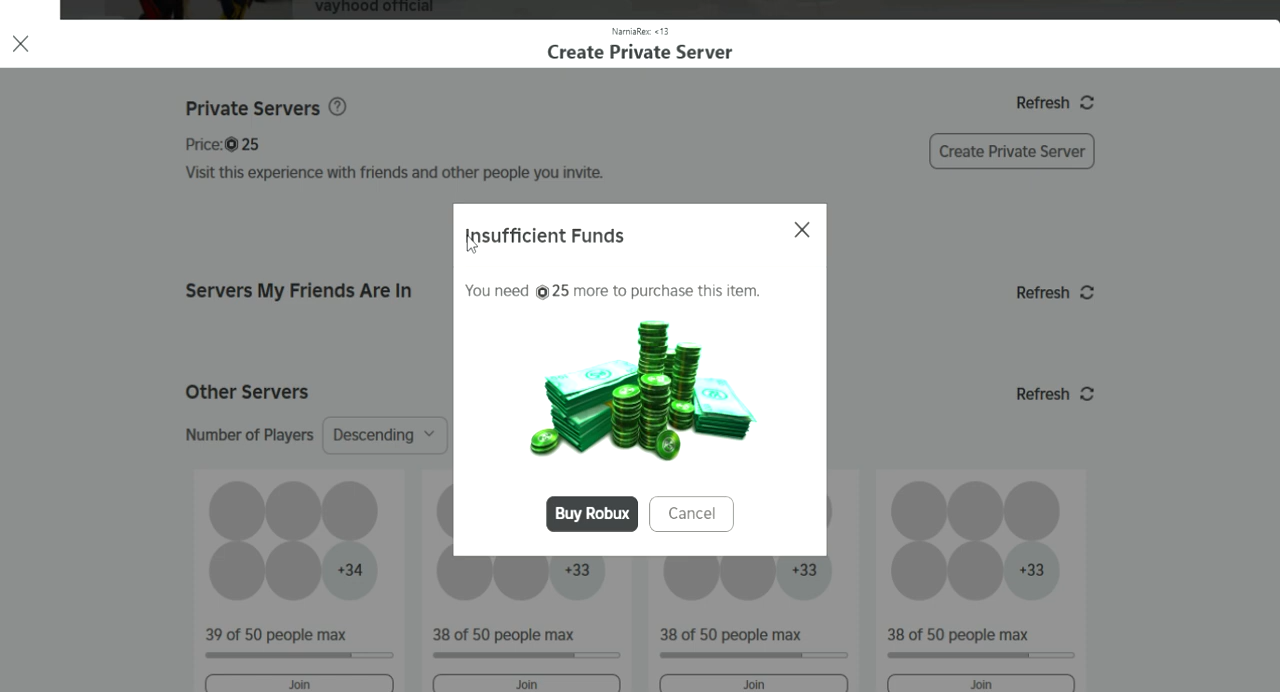 vayhood official
NarniaRex: <13
Create Private Server
Private Servers
Refresh
Price: 25
Create Private Server
Visit this experience with friends and other people you invite.
Insufficient Funds
You need 25 more to purchase this item.
Servers My Friends Are In
Refresh
Other Servers
Refresh
Number of Players Descending
Buy Robux Cancel
+34 +33 +33 +33
39 of 50 people max 38 of 50 people max 38 of 50 people max 38 of 50 people max
Join Join Join Join